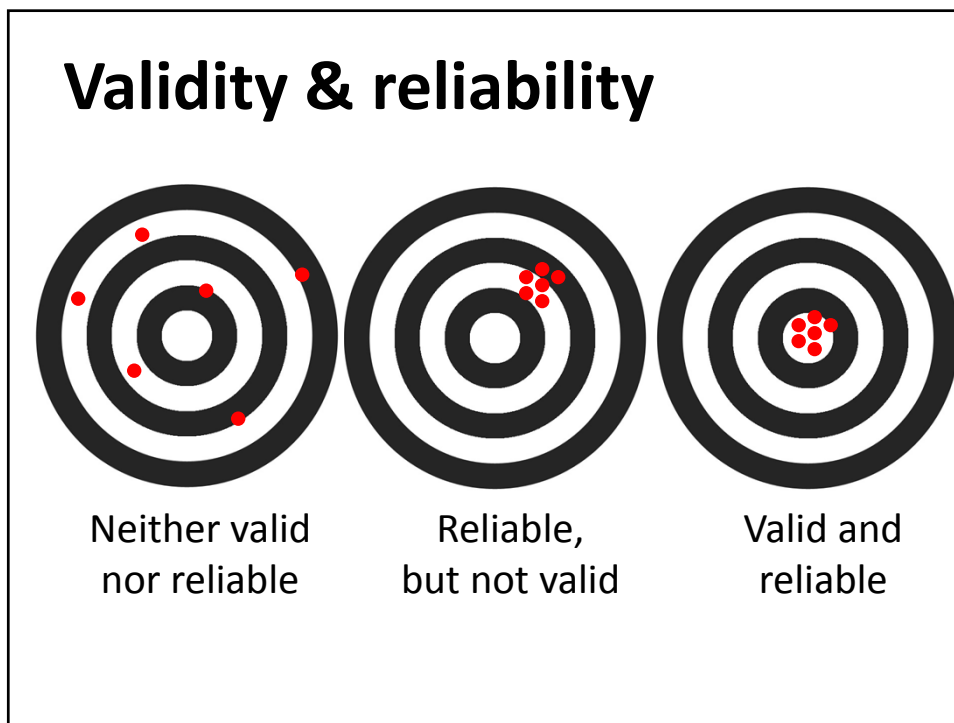 Validity & reliability
Neither valid
nor reliable
Reliable,
but not valid
Valid and
reliable